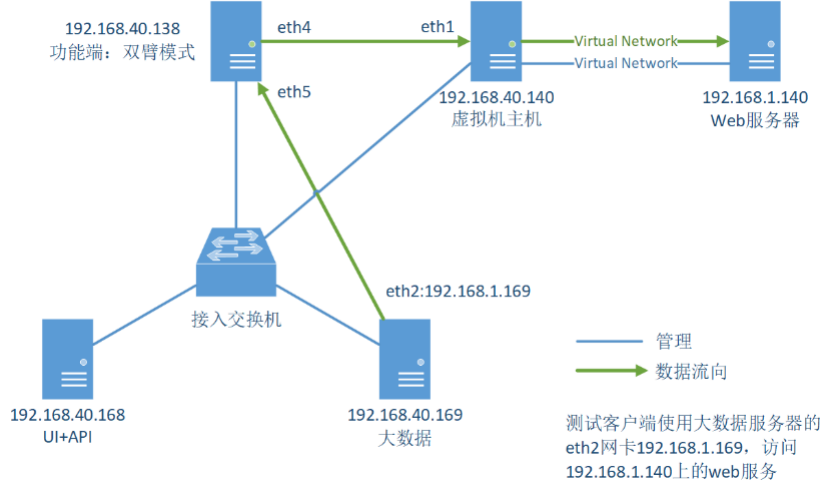 192.168.40.138
功能端：双臂模式
eth4
eth1
Virtual Network
Virtual Network
eth5
192.168.40.140
虚拟机主机
192.168.1.140
Web服务器
eth2:192.168.1.169
接入交换机
管理
数据流向
192.168.40.168
UI+API
192.168.40.169
大数据
测试客户端使用大数据服务器的
eth2网卡192.168.1.169，访问
192.168.1.140上的web服务